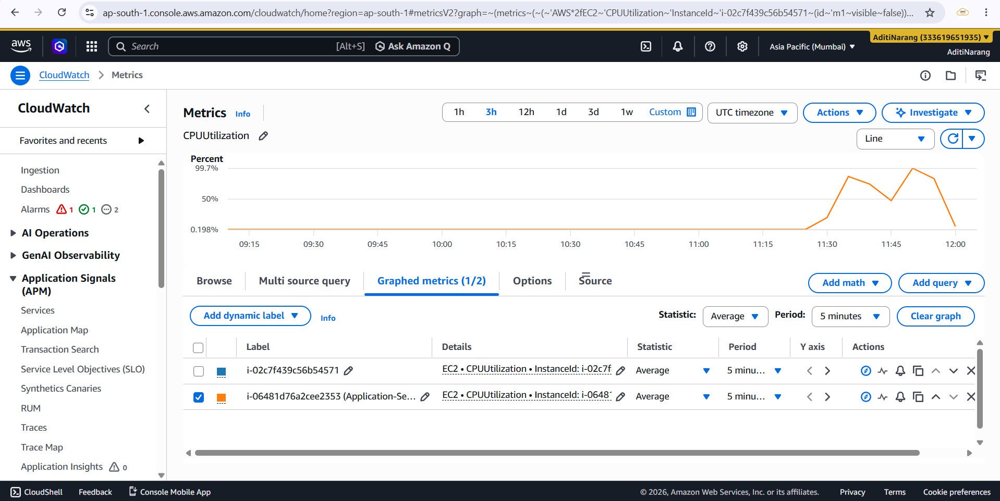 ap-south-1.console.aws.amazon.com/cloudwatch/home?region=ap-south-1#metricsV2?graph=~(metrics~(~(~'AWS*2fEC2~'CPUUtilization~'InstanceId~'i-02c7f439c56b54571~(id~'m1~visible~false))...
aws
Search [Alt+S] Ask Amazon Q
Asia Pacific (Mumbai)
AditiNarang (333619651935)
AditiNarang
CloudWatch Metrics
CloudWatch
Favorites and recents
Ingestion
Dashboards
Alarms 1 1 2
AI Operations
GenAI Observability
Application Signals
(APM)
Services
Application Map
Transaction Search
Service Level Objectives (SLO)
Synthetics Canaries
RUM
Traces
Trace Map
Application Insights 0
Metrics Info
1h 3h 12h 1d 3d 1w Custom
UTC timezone
Actions
Investigate
CPUUtilization
Line
Percent
99.7%
50%
0.198%
09:15 09:30 09:45 10:00 10:15 10:30 10:45 11:00 11:15 11:30 11:45 12:00
Browse Multi source query Graphed metrics (1/2) Options Source
Add math Add query
Add dynamic label Info
Statistic: Average Period: 5 minutes Clear graph
Label Details Statistic Period Y axis Actions
i-02c7f439c56b54571 EC2 • CPUUtilization • InstanceId: i-02c7f Average 5 minu...
i-06481d76a2cee2353 (Application-Se... EC2 • CPUUtilization • InstanceId: i-06481 Average 5 minu...
CloudShell Feedback Console Mobile App
© 2026, Amazon Web Services, Inc. or its affiliates. Privacy Terms Cookie preferences